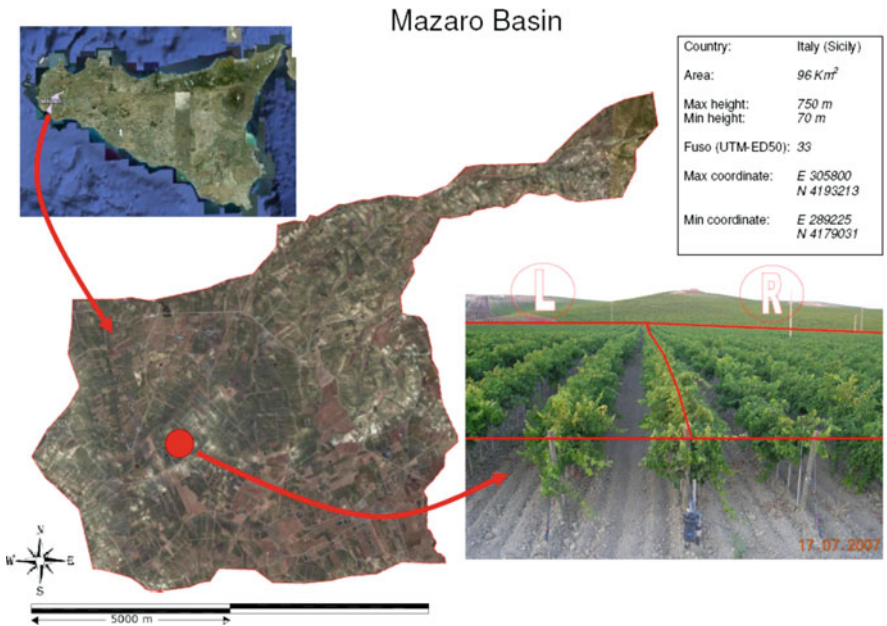 Mazaro Basin
Country: Italy (Sicily)
Area: 96 Km²
Max height: 750 m
Min height: 70 m
Fuso (UTM-ED50): 33
Max coordinate: E 305800
N 4193213
Min coordinate: E 289225
N 4179031
L R
17.07.2007
N
W E
S
5000 m